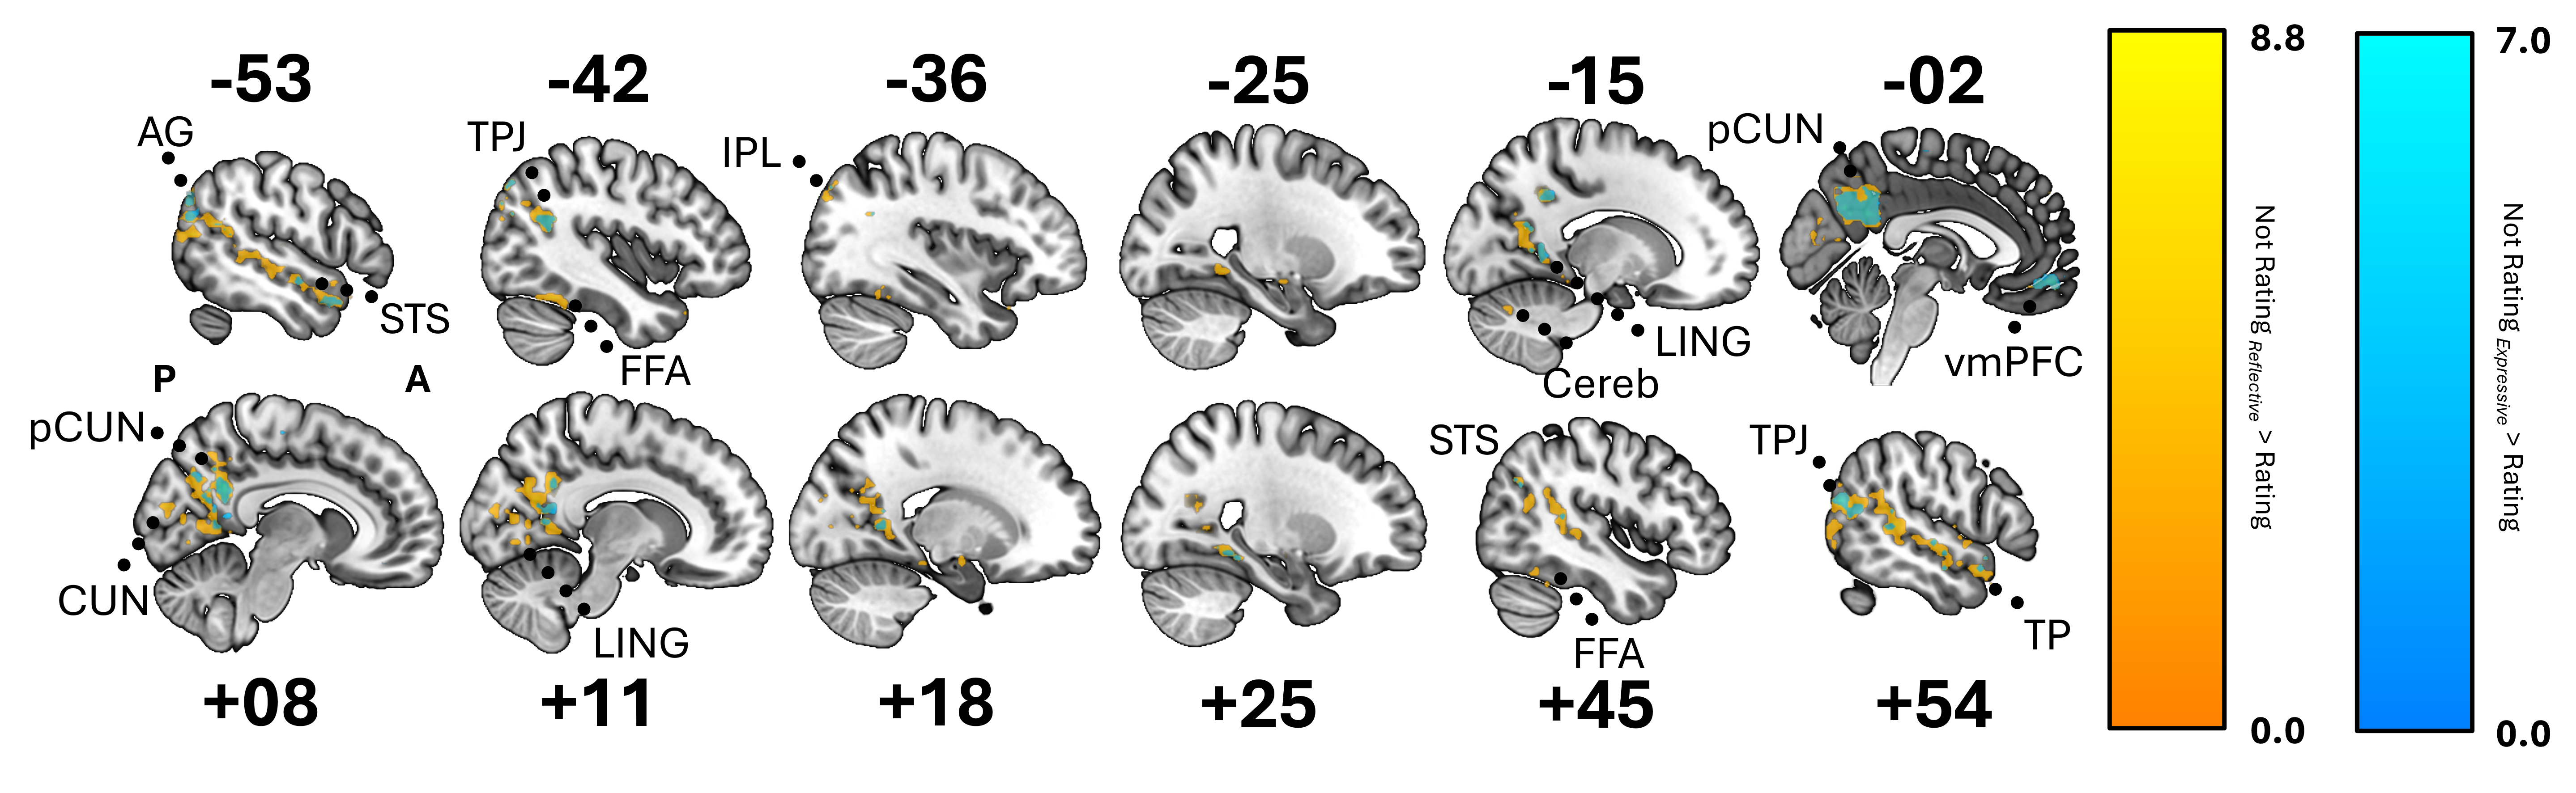 -53
-42
-36
-25
-15
-02
AG
TPJ
IPL
pCUN
STS
FFA
LING
Cereb
vmPFC
P
A
pCUN
CUN
LING
STS
FFA
TPJ
TP
+08
+11
+18
+25
+45
+54
8.8
Not Rating Reflective > Rating
0.0
7.0
Not Rating Expressive > Rating
0.0